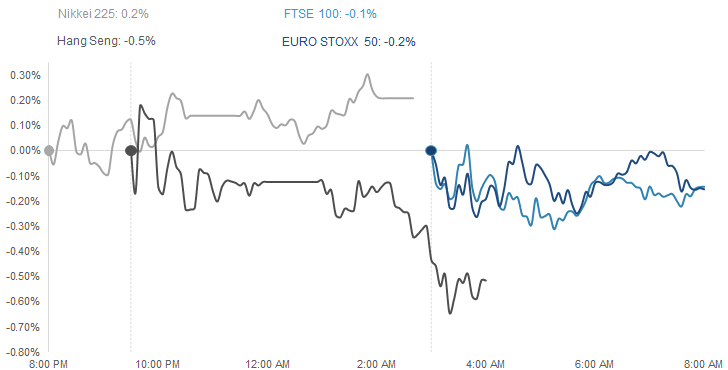 Nikkei 225: 0.2%
FTSE 100: -0.1%
Hang Seng: -0.5%
EURO STOXX 50: -0.2%
0.30%
0.20%
0.10%
0.00%
-0.10%
-0.20%
-0.30%
-0.40%
-0.50%
-0.60%
-0.70%
-0.80%
8:00 PM
10:00 PM
12:00 AM
2:00 AM
4:00 AM
6:00 AM
8:00 AM